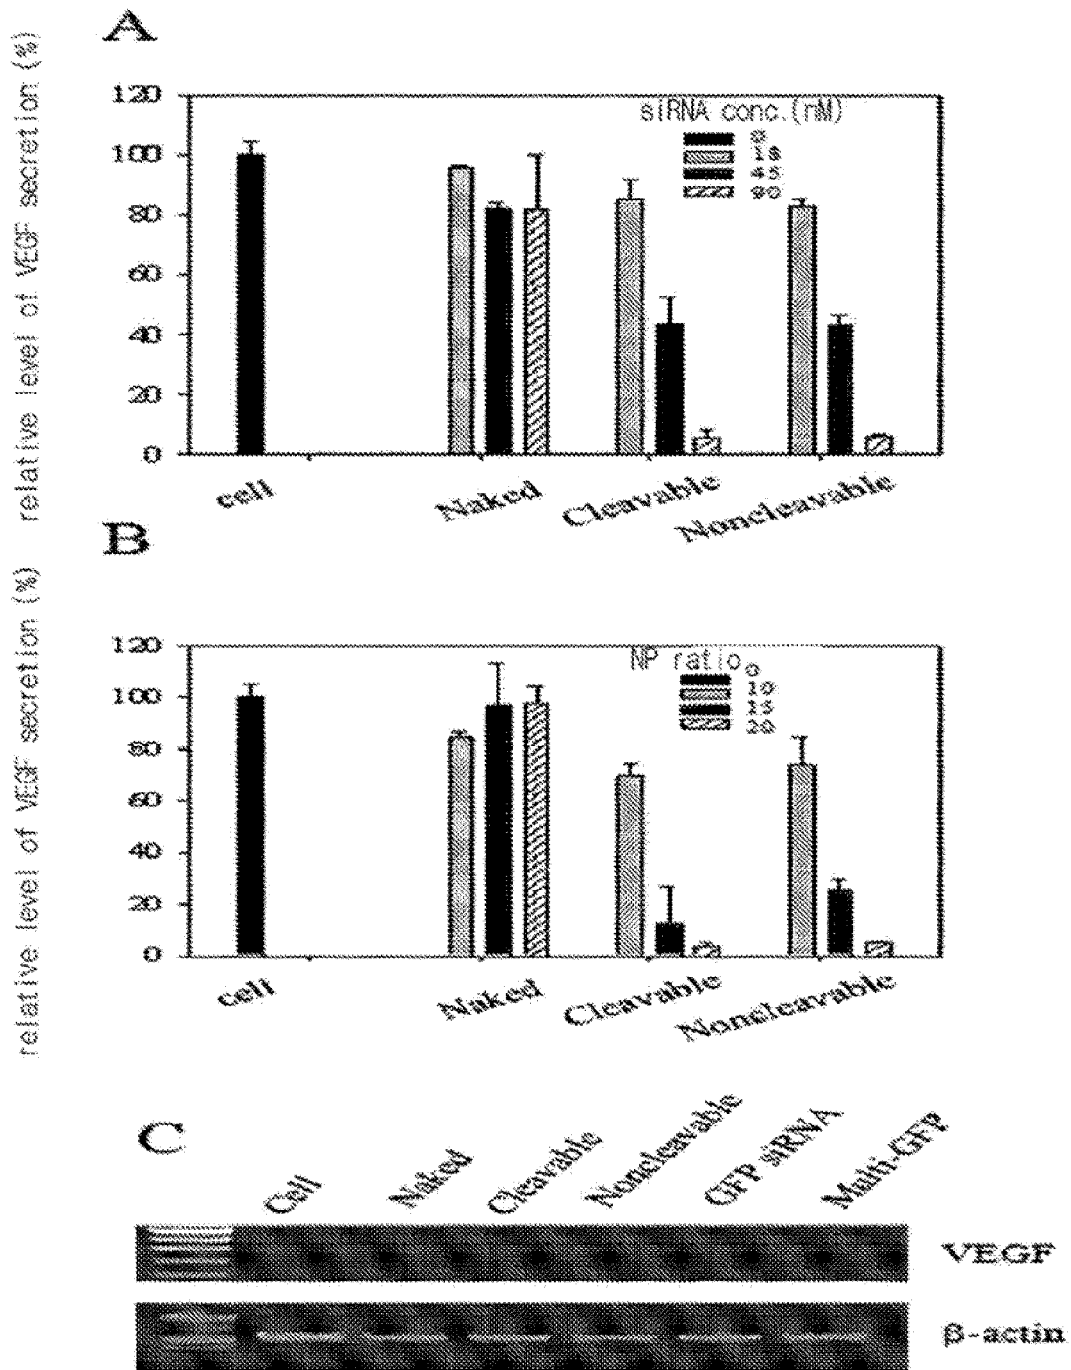 A
relative level of VEGF secretion (%)
120
100
80
60
40
20
0
siRNA conc.(nM)
0
18
45
90
cell
Naked
Cleavable
Noncleavable
B
relative level of VEGF secretion (%)
120
100
80
60
40
20
0
NP ratio
0
10
15
20
cell
Naked
Cleavable
Noncleavable
C
Cell
Naked
Cleavable
Noncleavable
GFP siRNA
Multi-GFP
VEGF
β-actin